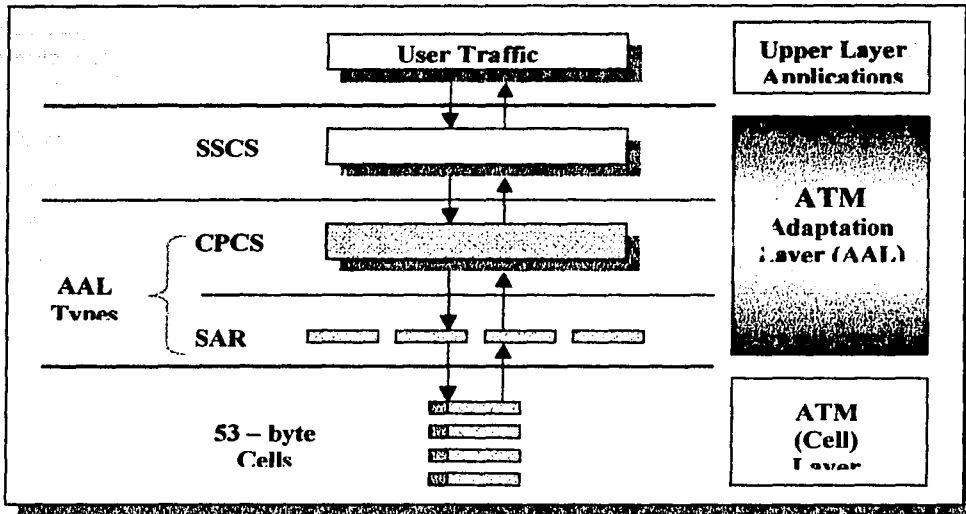 User Traffic
Upper Layer
Applications
SSCS
ATM
Adaptation
Layer (AAL)
CPCS
AAL
Types
SAR
53 – byte
Cells
ATM
(Cell)
Layer